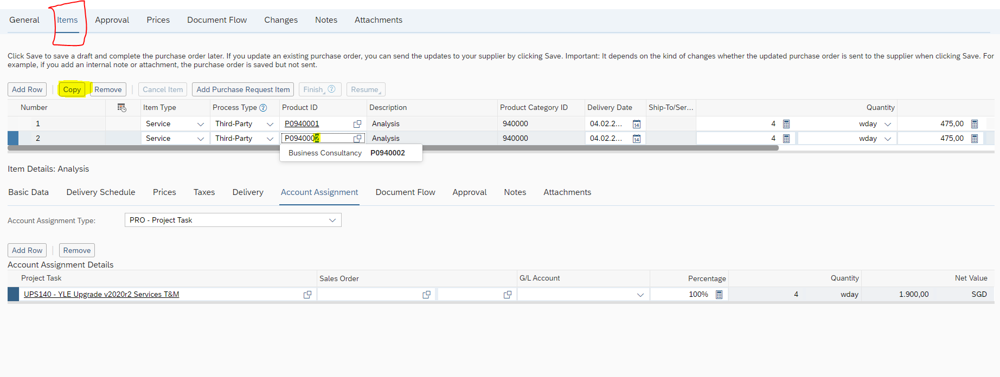 General Items Approval Prices Document Flow Changes Notes Attachments
Click Save to save a draft and complete the purchase order later. If you update an existing purchase order, you can send the updates to your supplier by clicking Save. Important: It depends on the kind of changes whether the updated purchase order is sent to the supplier when clicking Save. For
example, if you add an internal note or attachment, the purchase order is saved but not sent.
Add Row Copy Remove Cancel Item Add Purchase Request Item Finish ? Resume
Number Item Type Process Type ? Product ID Description Product Category ID Delivery Date Ship-To/Ser... Quantity
1 Service Third-Party P0940001 Analysis 940000 04.02.2... 14 4 wday 475,00
2 Service Third-Party P0940002 Analysis 940000 04.02.2... 14 4 wday 475,00
Business Consultancy P0940002
Item Details: Analysis
Basic Data Delivery Schedule Prices Taxes Delivery Account Assignment Document Flow Approval Notes Attachments
Account Assignment Type: PRO - Project Task
Add Row Remove
Account Assignment Details
Project Task Sales Order G/L Account Percentage Quantity Net Value
UPS140 - YLE Upgrade v2020r2 Services T&M 100% 4 wday 1.900,00 SGD